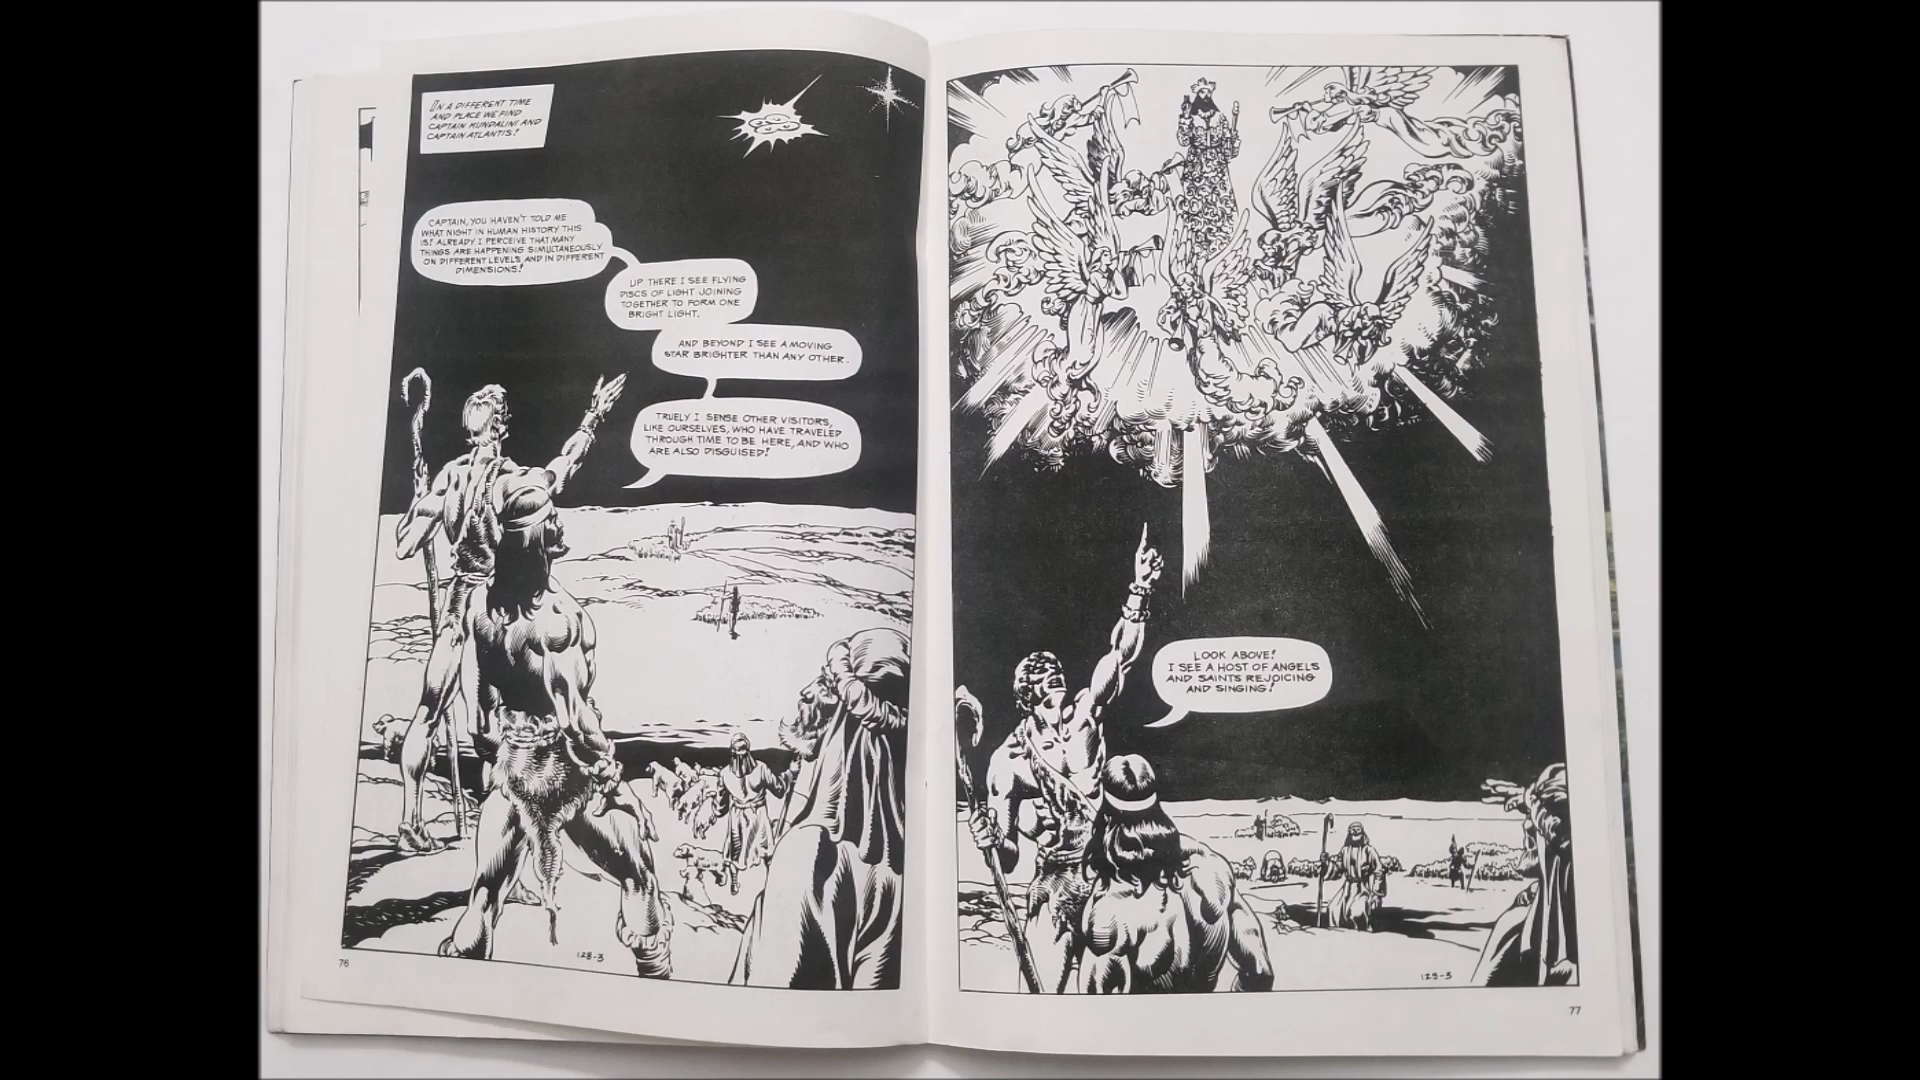 ON A DIFFERENT TIME
AND PLACE WE FIND
CAPTAIN KUNDALINI AND
CAPTAIN ATLANTIS!
CAPTAIN, YOU HAVEN'T TOLD ME
WHAT NIGHT IN HUMAN HISTORY THIS
IS! ALREADY I PERCEIVE THAT MANY
THINGS ARE HAPPENING SIMULTANEOUSLY
ON DIFFERENT LEVELS AND IN DIFFERENT
DIMENSIONS!
UP THERE I SEE FLYING
DISCS OF LIGHT JOINING
TOGETHER TO FORM ONE
BRIGHT LIGHT.
AND BEYOND I SEE A MOVING
STAR BRIGHTER THAN ANY OTHER.
TRUELY I SENSE OTHER VISITORS,
LIKE OURSELVES, WHO HAVE TRAVELED
THROUGH TIME TO BE HERE, AND WHO
ARE ALSO DISGUISED!
128-3
76
LOOK ABOVE!
I SEE A HOST OF ANGELS
AND SAINTS REJOICING
AND SINGING!
129-3
77